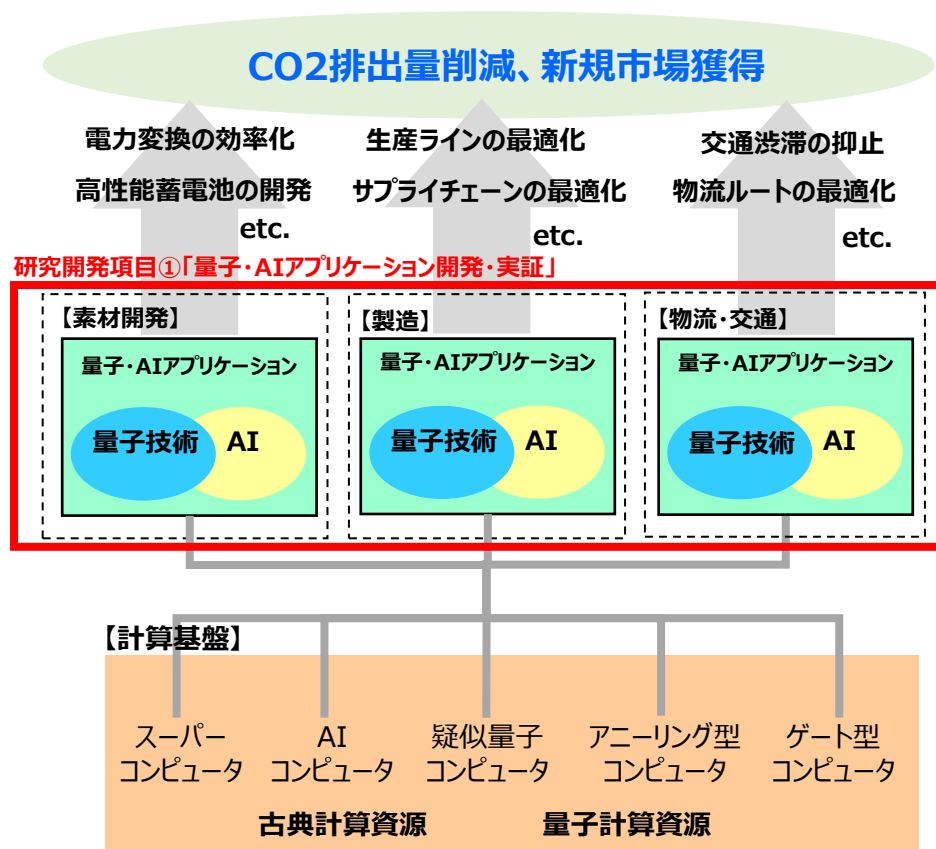 CO2排出量削減、新規市場獲得
電力変換の効率化
高性能蓄電池の開発
etc.
生産ラインの最適化
サプライチェーンの最適化
etc.
交通渋滞の抑止
物流ルートの最適化
etc.
研究開発項目①「量子・AIアプリケーション開発・実証」
【素材開発】
量子・AIアプリケーション
量子技術 AI
【製造】
量子・AIアプリケーション
量子技術 AI
【物流・交通】
量子・AIアプリケーション
量子技術 AI
【計算基盤】
スーパー
コンピュータ
AI
コンピュータ
疑似量子
コンピュータ
アニーリング型
コンピュータ
ゲート型
コンピュータ
古典計算資源
量子計算資源